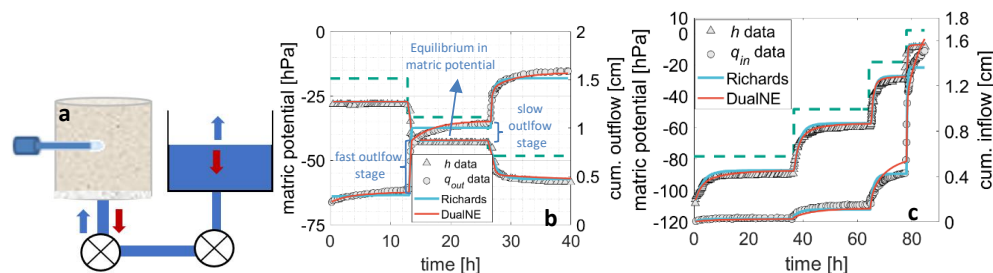 a
matric potential [hPa]
0
-25
-50
-75
Equilibrium in
matric potential
fast outlfow
stage
slow
outlfow
stage
h data
q_out data
Richards
DualNE
b
2
1.5
1
0.5
0
cum. outflow [cm]
0 10 20 30 40
time [h]
matric potential [hPa]
10
0
-20
-40
-60
-80
-100
-120
h data
q_in data
Richards
DualNE
c
1.8
1.6
1.2
0.8
0.4
0
cum. inflow [cm]
0 20 40 60 80
time [h]